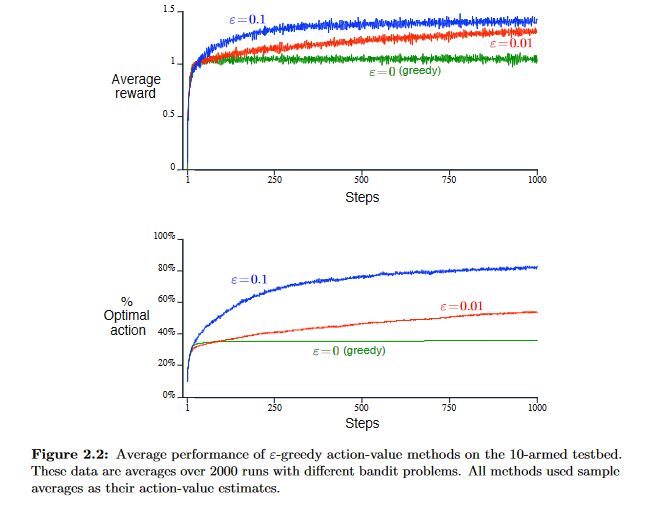 1.5
ε=0.1
ε=0.01
1
Average
reward
ε=0 (greedy)
0.5
0
1
250
500
750
1000
Steps
100%
80%
ε=0.1
%
Optimal
action
60%
ε=0.01
40%
ε=0 (greedy)
20%
0%
1
250
500
750
1000
Steps
Figure 2.2: Average performance of ε-greedy action-value methods on the 10-armed testbed.
These data are averages over 2000 runs with different bandit problems. All methods used sample
averages as their action-value estimates.